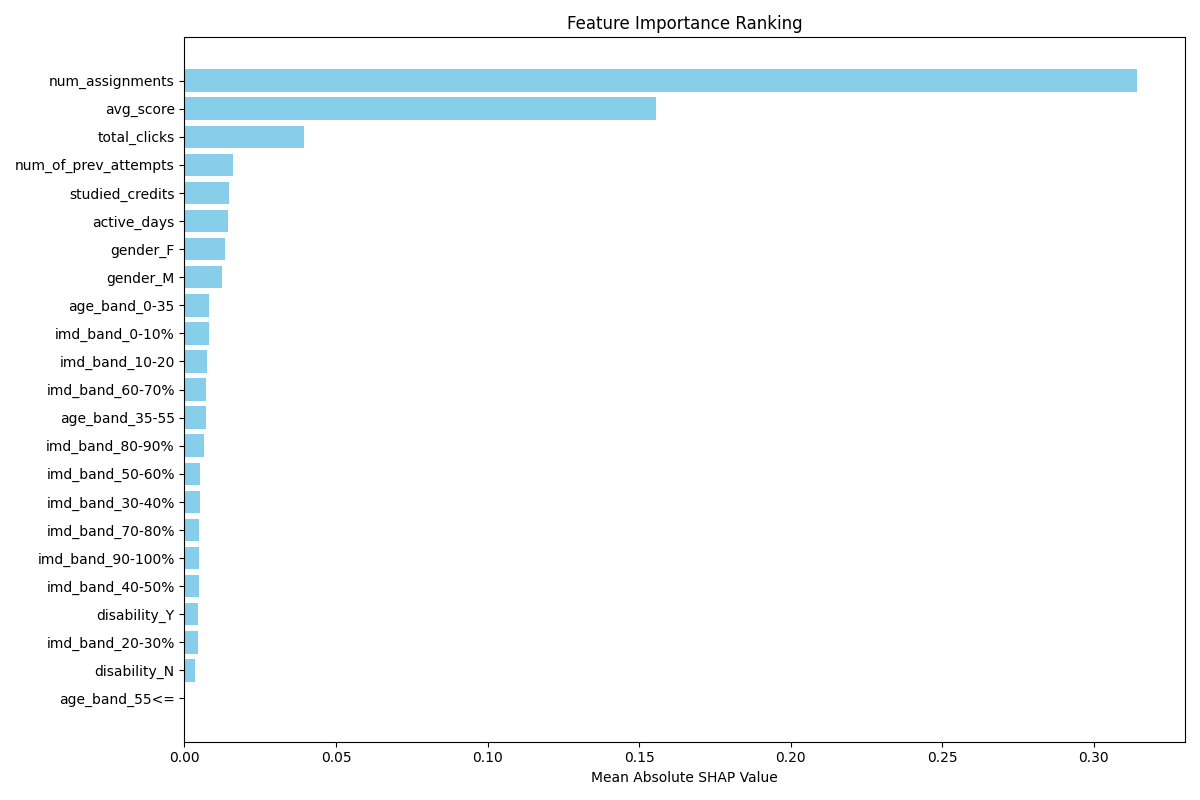 Feature Importance Ranking
num_assignments
avg_score
total_clicks
num_of_prev_attempts
studied_credits
active_days
gender_F
gender_M
age_band_0-35
imd_band_0-10%
imd_band_10-20
imd_band_60-70%
age_band_35-55
imd_band_80-90%
imd_band_50-60%
imd_band_30-40%
imd_band_70-80%
imd_band_90-100%
imd_band_40-50%
disability_Y
imd_band_20-30%
disability_N
age_band_55<=
0.00 0.05 0.10 0.15 0.20 0.25 0.30
Mean Absolute SHAP Value